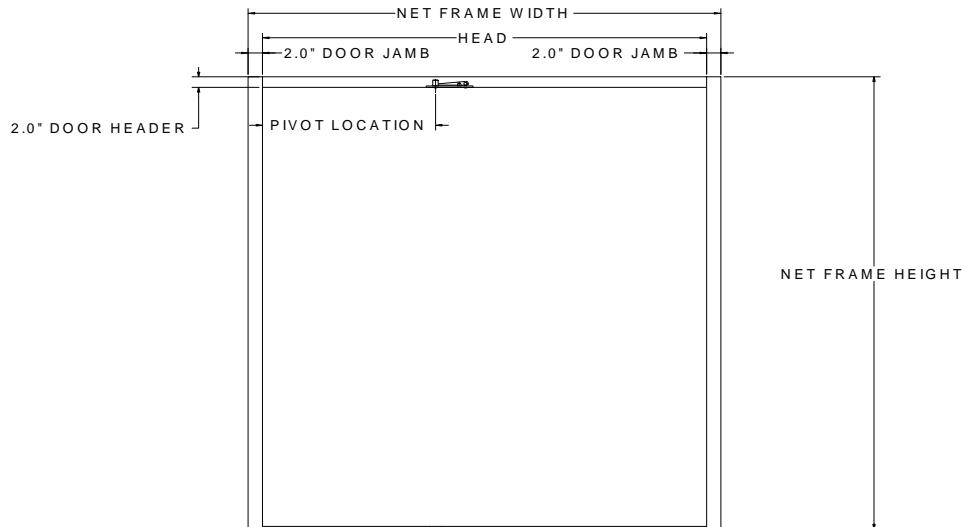 NET FRAME WIDTH
HEAD
2.0" DOOR JAMB
2.0" DOOR JAMB
2.0" DOOR HEADER
PIVOT LOCATION
NET FRAME HEIGHT